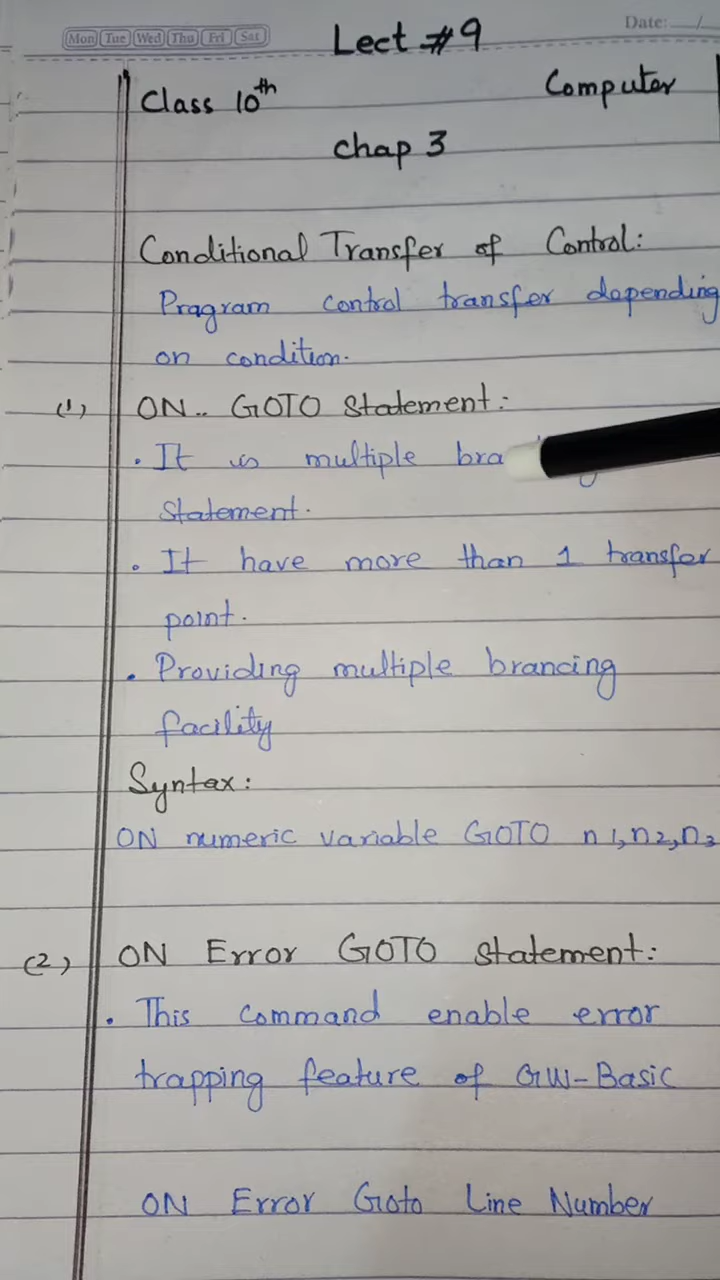 Mon Tue Wed Thu Fri Sat
Date:
Lect #9
Class 10th Computer
Chap 3
Conditional Transfer of Control:
Pragram control transfer depending
on condition.
(1) ON.. GOTO Statement:
• It is multiple
Statement.
• It have more than 1 transfer
point.
• Providing multiple brancing
facility
Syntax:
ON numeric variable GOTO n1,n2,n3
(2) ON Error GOTO Statement:
• This command enable error
trapping feature of GW-Basic
ON Error Goto Line Number